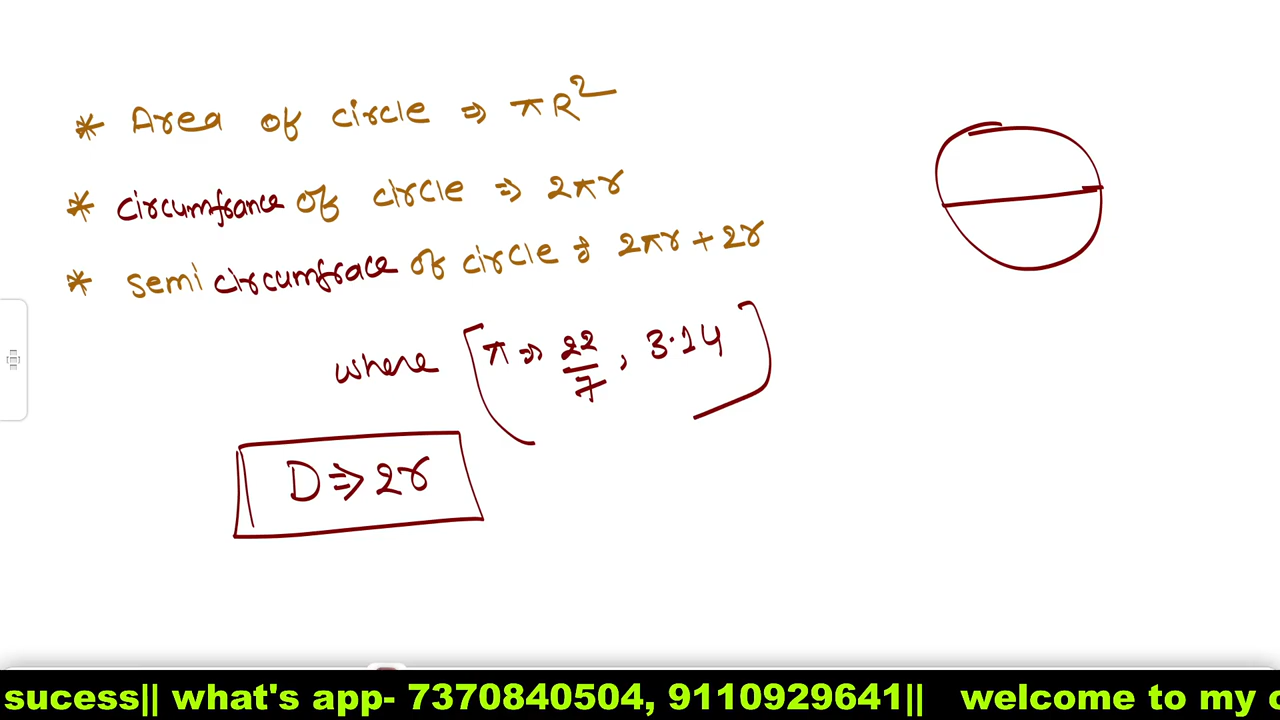 * Area of circle ⇒ πR²
* circumfrance of circle ⇒ 2πr
* semi circumfrace of circle ⇒ 2πr + 2r
where [π ⇒ 22/7, 3.14]
D ⇒ 2r
sucess|| what's app- 7370840504, 9110929641|| welcome to my c